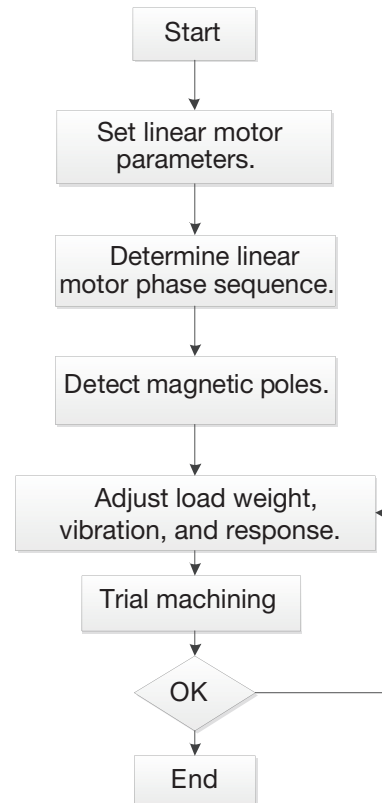 Start
Set linear motor
parameters.
Determine linear
motor phase sequence.
Detect magnetic poles.
Adjust load weight,
vibration, and response.
Trial machining
OK
End